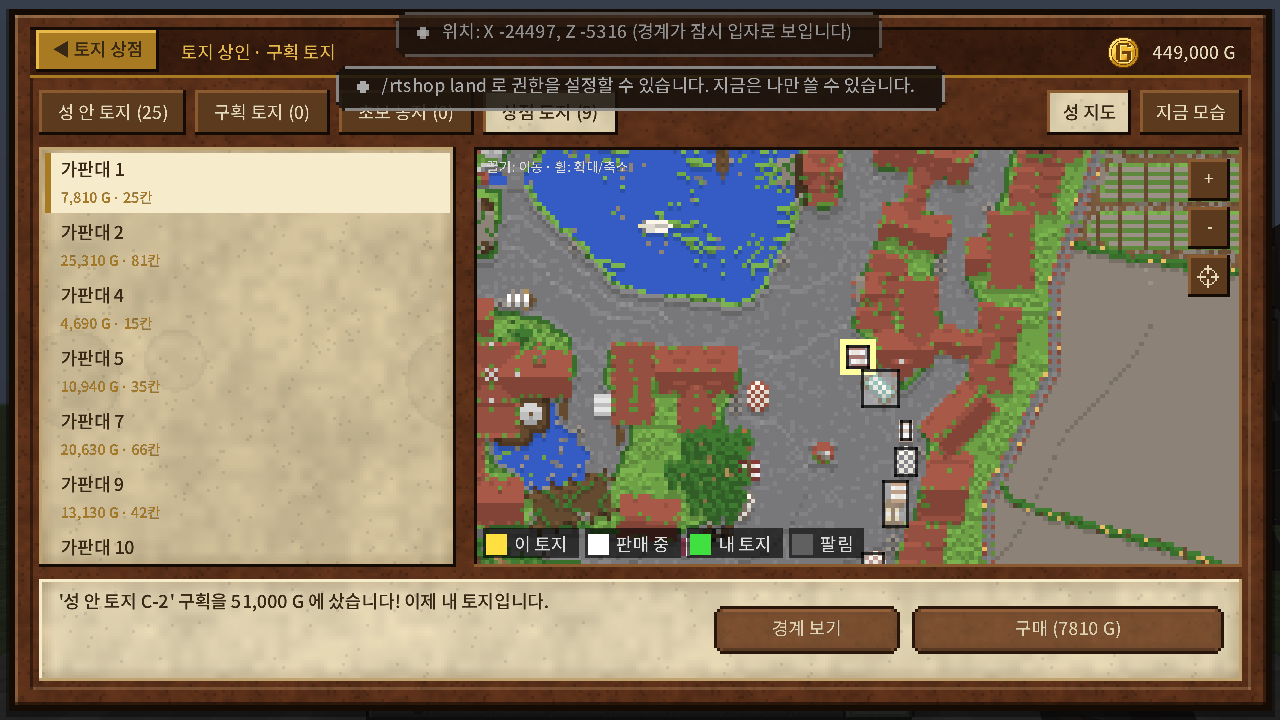 위치: X -24497, Z -5316 (경계가 잠시 입자로 보입니다)
◀ 토지 상점
토지 상인 · 구획 토지
449,000 G
/rtshop land 로 권한을 설정할 수 있습니다. 지금은 나만 쓸 수 있습니다.
성 안 토지 (25)
구획 토지 (0)
상점 토지 (9)
성 지도
지금 모습
가판대 1
7,810 G · 25칸
가판대 2
25,310 G · 81칸
가판대 4
4,690 G · 15칸
가판대 5
10,940 G · 35칸
가판대 7
20,630 G · 66칸
가판대 9
13,130 G · 42칸
가판대 10
끌기: 이동 · 휠: 확대/축소
+
-
이 토지
판매 중
내 토지
팔림
'성 안 토지 C-2' 구획을 51,000 G 에 샀습니다! 이제 내 토지입니다.
경계 보기
구매 (7810 G)